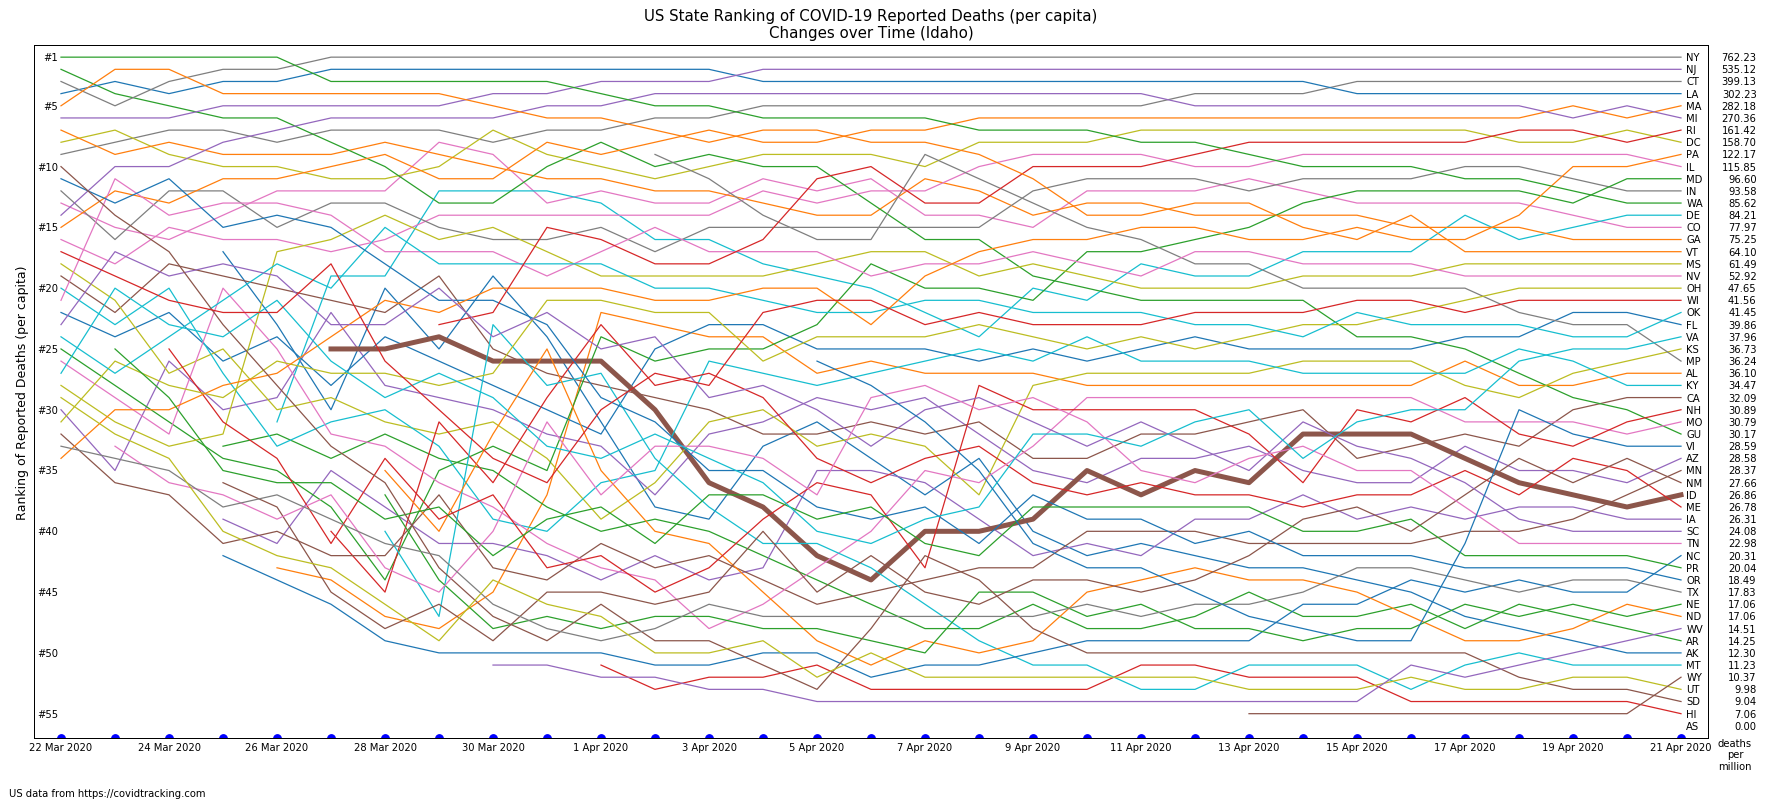 US State Ranking of COVID-19 Reported Deaths (per capita)
Changes over Time (Idaho)
Ranking of Reported Deaths (per capita)
#1
#5
#10
#15
#20
#25
#30
#35
#40
#45
#50
#55
NY 762.23
NJ 535.12
CT 399.13
LA 302.23
MA 282.18
MI 270.36
RI 161.42
DC 158.70
PA 122.17
IL 115.85
MD 96.60
IN 93.58
WA 85.62
DE 84.21
CO 77.97
GA 75.25
VT 64.10
MS 61.49
NV 52.92
OH 47.65
WI 41.56
OK 41.45
FL 39.86
VA 37.96
KS 36.73
MP 36.24
AL 36.10
KY 34.47
CA 32.09
NH 30.89
MO 30.79
GU 30.17
VI 28.59
AZ 28.58
MN 28.37
NM 27.66
ID 26.86
ME 26.78
IA 26.31
SC 24.08
TN 22.98
NC 20.31
PR 20.04
OR 18.49
TX 17.83
NE 17.06
ND 17.06
WV 14.51
AR 14.25
AK 12.30
MT 11.23
WY 10.37
UT 9.98
SD 9.04
HI 7.06
AS 0.00
22 Mar 2020 24 Mar 2020 26 Mar 2020 28 Mar 2020 30 Mar 2020 1 Apr 2020 3 Apr 2020 5 Apr 2020 7 Apr 2020 9 Apr 2020 11 Apr 2020 13 Apr 2020 15 Apr 2020 17 Apr 2020 19 Apr 2020 21 Apr 2020
deaths
per
million
US data from https://covidtracking.com